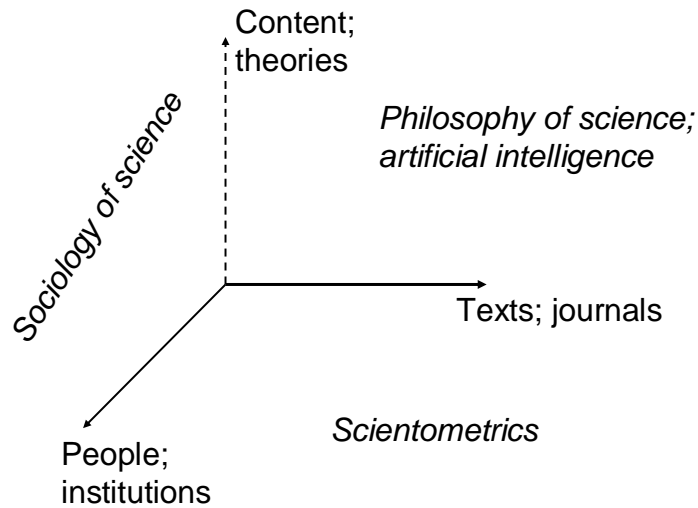 Content;
theories
Sociology of science
Philosophy of science;
artificial intelligence
Texts; journals
Scientometrics
People;
institutions